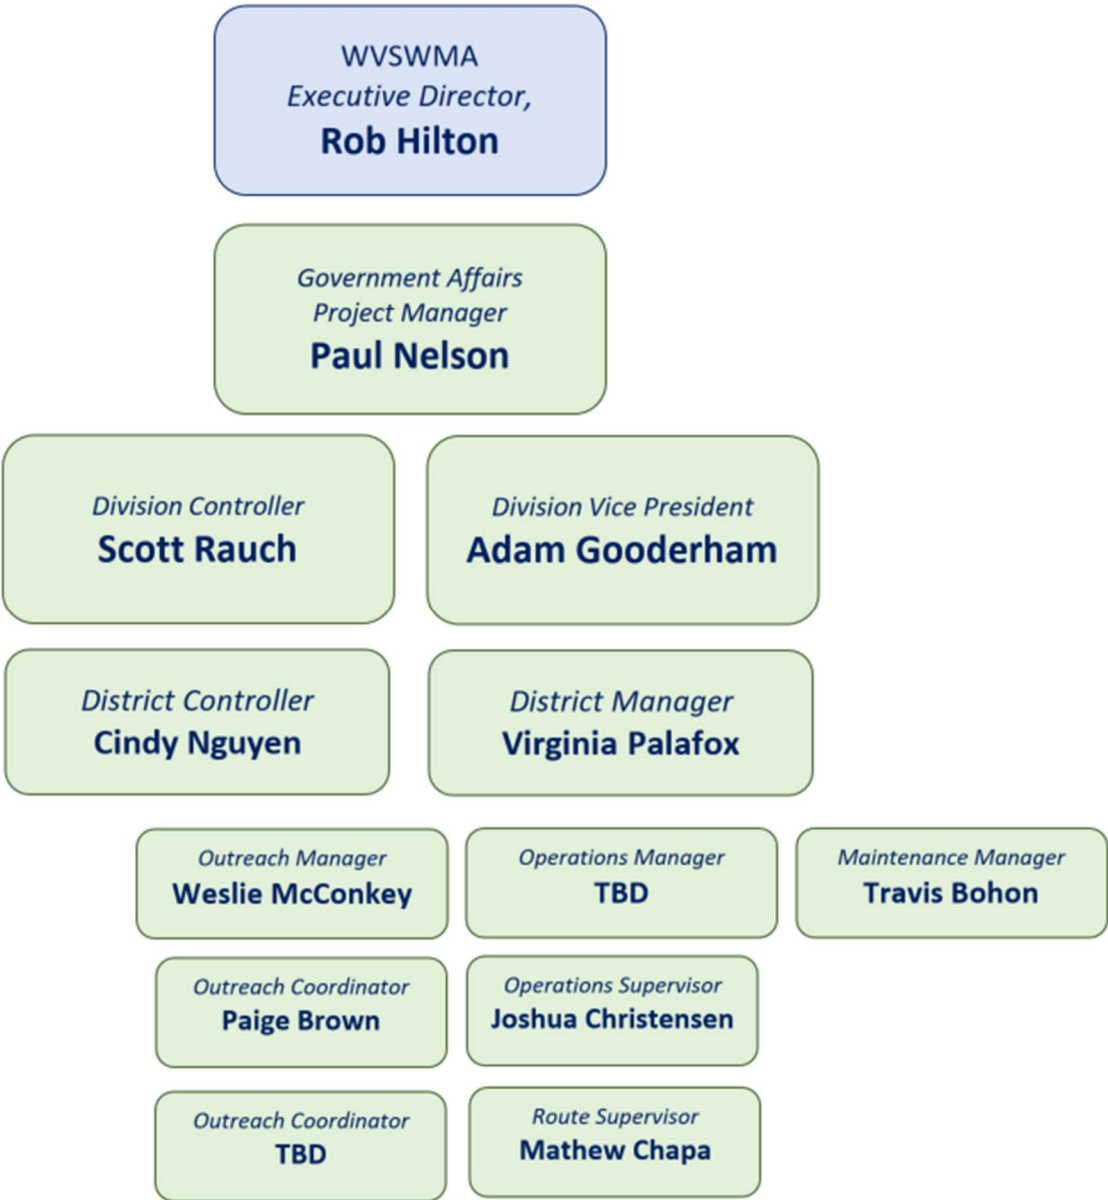 WVSWMA
Executive Director,
Rob Hilton
Government Affairs
Project Manager
Paul Nelson
Division Controller
Scott Rauch
Division Vice President
Adam Gooderham
District Controller
Cindy Nguyen
District Manager
Virginia Palafox
Outreach Manager
Weslie McConkey
Operations Manager
TBD
Maintenance Manager
Travis Bohon
Outreach Coordinator
Paige Brown
Operations Supervisor
Joshua Christensen
Outreach Coordinator
TBD
Route Supervisor
Mathew Chapa